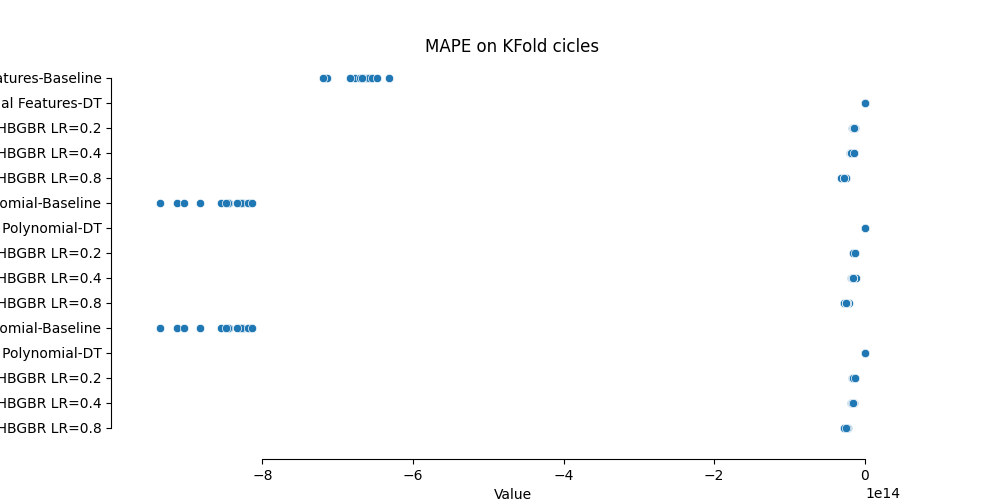 MAPE on KFold cicles
atures-Baseline
al Features-DT
HBGBR LR=0.2
HBGBR LR=0.4
HBGBR LR=0.8
omial-Baseline
Polynomial-DT
HBGBR LR=0.2
HBGBR LR=0.4
HBGBR LR=0.8
omial-Baseline
Polynomial-DT
HBGBR LR=0.2
HBGBR LR=0.4
HBGBR LR=0.8
−8 −6 −4 −2 0
1e14
Value